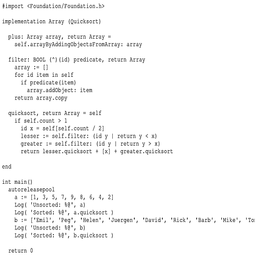 #import <Foundation/Foundation.h>
implementation Array (Quicksort)
plus: Array array, return Array =
self.arrayByAddingObjectsFromArray: array
filter: BOOL (^)(id) predicate, return Array
array := []
for id item in self
if predicate(item)
array.addObject: item
return array.copy
quicksort, return Array = self
if self.count > 1
id x = self[self.count / 2]
lesser := self.filter: (id y | return y < x)
greater := self.filter: (id y | return y > x)
return lesser.quicksort + [x] + greater.quicksort
end
int main()
autoreleasepool
a := [1, 3, 5, 7, 9, 8, 6, 4, 2]
Log( 'Unsorted: %@', a)
Log( 'Sorted: %@', a.quicksort )
b := ['Emil', 'Peg', 'Helen', 'Juergen', 'David', 'Rick', 'Barb', 'Mike', 'To
Log( 'Unsorted: %@', b)
Log( 'Sorted: %@', b.quicksort )
return 0